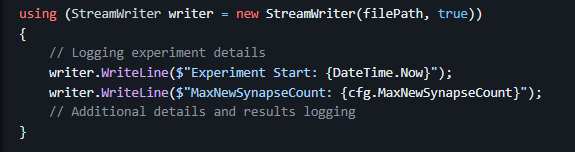 using (StreamWriter writer = new StreamWriter(filePath, true))
{
    // Logging experiment details
    writer.WriteLine($"Experiment Start: {DateTime.Now}");
    writer.WriteLine($"MaxNewSynapseCount: {cfg.MaxNewSynapseCount}");
    // Additional details and results logging
}